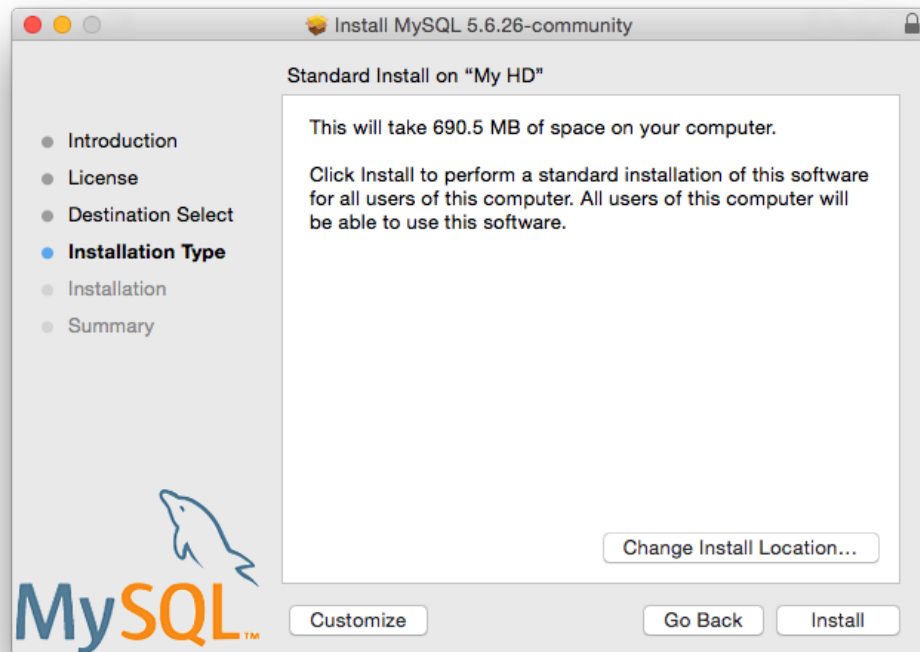 Install MySQL 5.6.26-community
Standard Install on “My HD”
Introduction
License
Destination Select
Installation Type
Installation
Summary
This will take 690.5 MB of space on your computer.
Click Install to perform a standard installation of this software
for all users of this computer. All users of this computer will
be able to use this software.
Change Install Location...
MySQL™
Customize
Go Back
Install